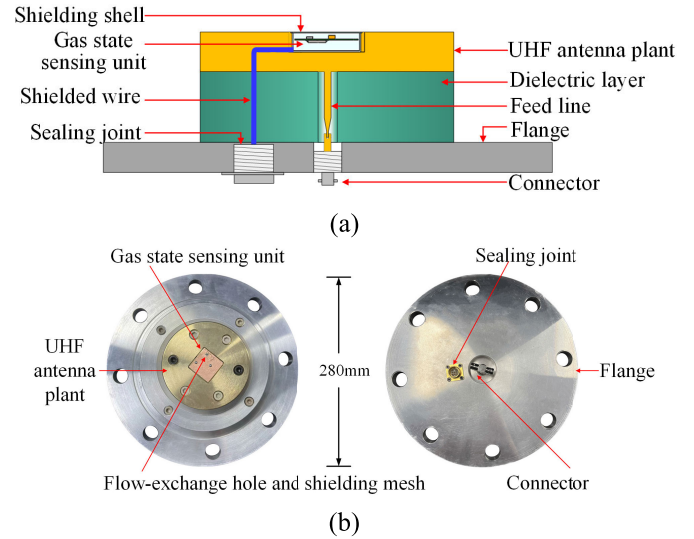 Shielding shell
Gas state
sensing unit
UHF antenna plant
Dielectric layer
Shielded wire
Feed line
Sealing joint
Flange
Connector
(a)
Gas state sensing unit
Sealing joint
UHF
antenna
plant
280mm
Flange
Flow-exchange hole and shielding mesh
Connector
(b)